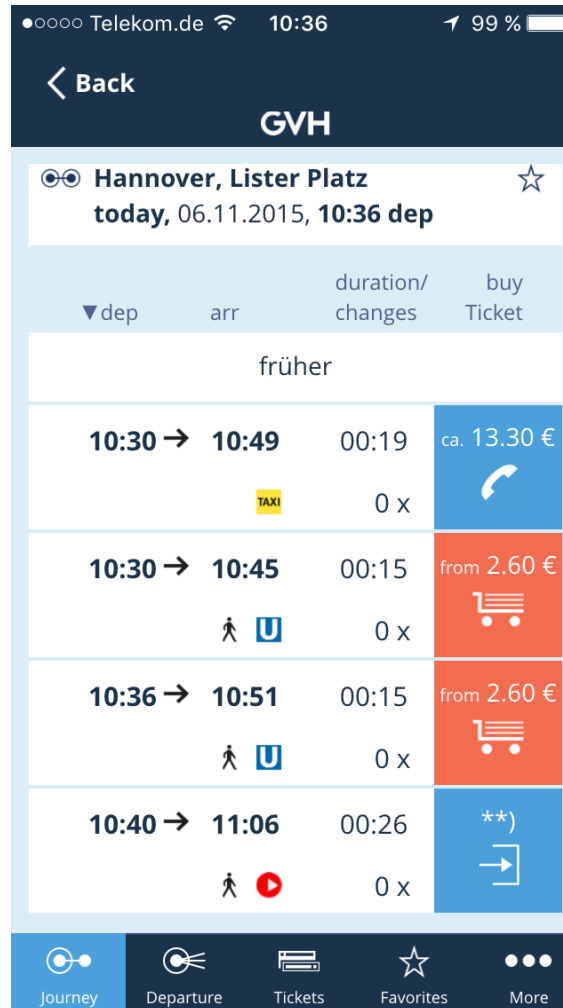 ●○○○○ Telekom.de 10:36 99 %
Back
GVH
Hannover, Lister Platz
today, 06.11.2015, 10:36 dep
duration/ buy
▼dep arr changes Ticket
früher
10:30 → 10:49 00:19 ca. 13.30 €
TAXI 0 x
10:30 → 10:45 00:15 from 2.60 €
U 0 x
10:36 → 10:51 00:15 from 2.60 €
U 0 x
10:40 → 11:06 00:26 **)
0 x
Journey Departure Tickets Favorites More